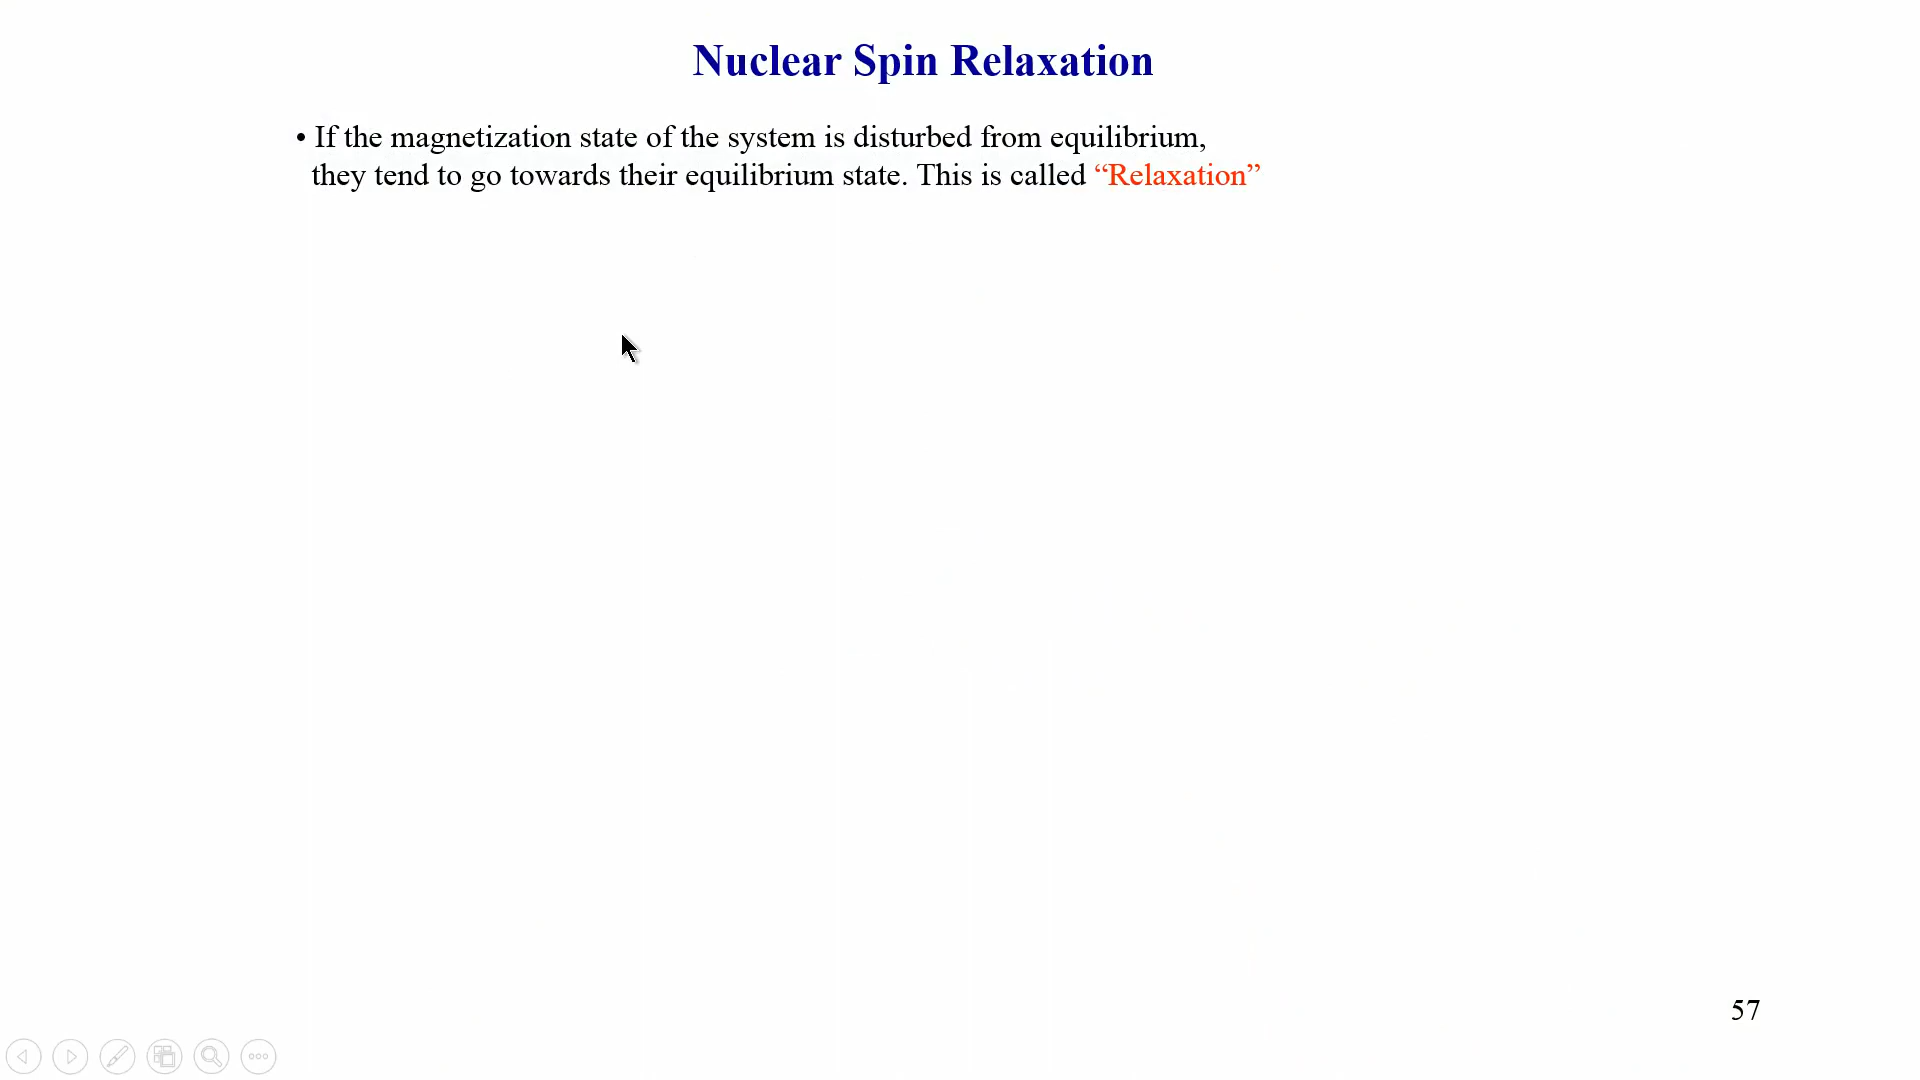 Nuclear Spin Relaxation
• If the magnetization state of the system is disturbed from equilibrium,
they tend to go towards their equilibrium state. This is called “Relaxation”
57